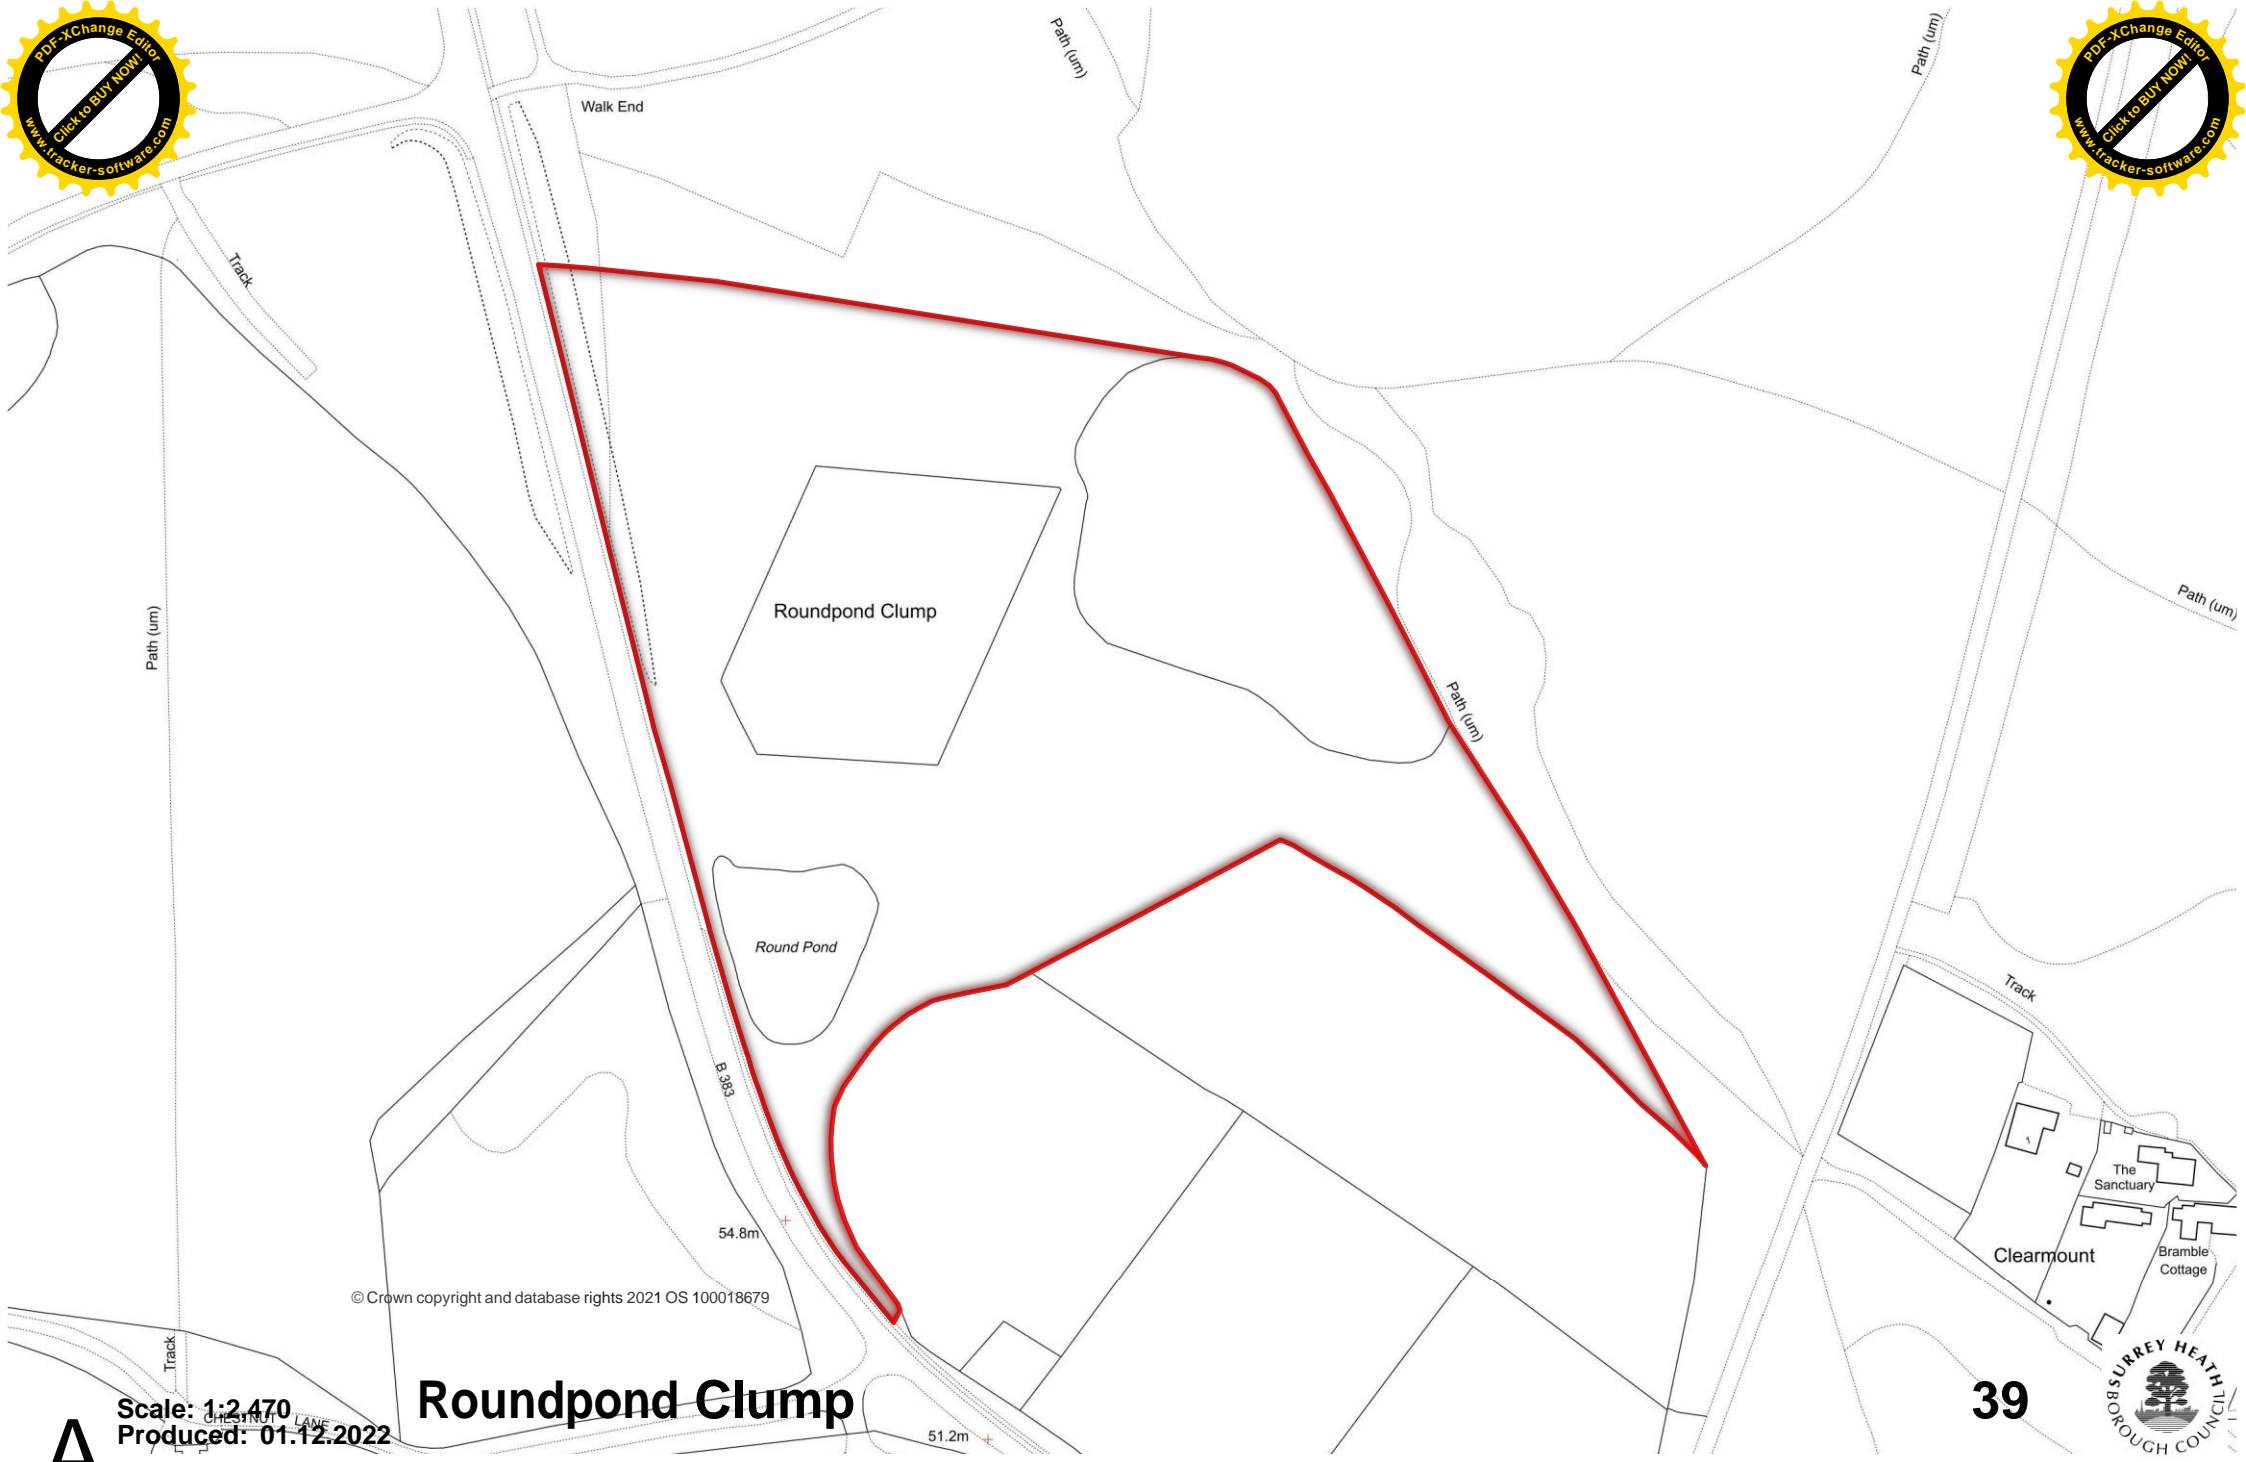 PDF-XChange Editor
Click to BUY NOW!
www.tracker-software.com
PDF-XChange Editor
Click to BUY NOW!
www.tracker-software.com
Path (um)
Path (um)
Walk End
Track
Path (um)
Roundpond Clump
Path (um)
Path (um)
Round Pond
Track
B 383
The
Sanctuary
54.8m
Clearmount
Bramble
Cottage
© Crown copyright and database rights 2021 OS 100018679
Track
SURREY HEATH
BOROUGH COUNCIL
Roundpond Clump
39
Scale: 1:2,470
CHESTNUT LANE
Produced: 01.12.2022
51.2m